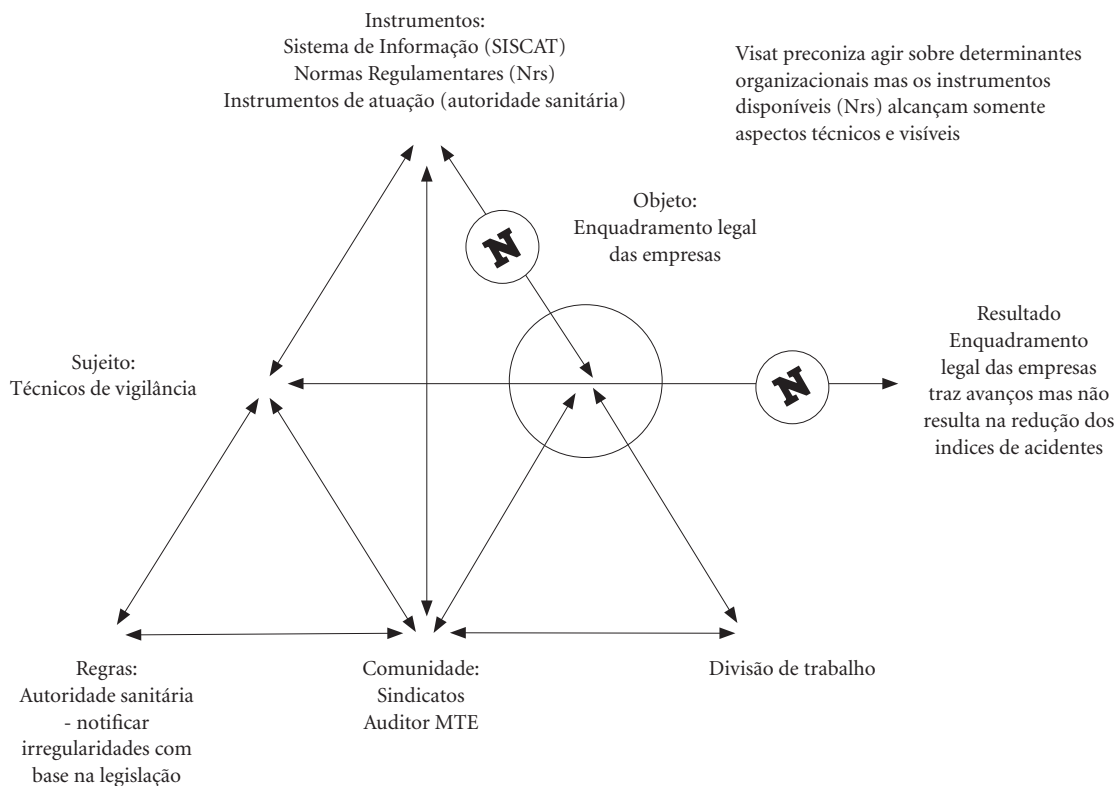 Instrumentos:
Sistema de Informação (SISCAT)
Normas Regulamentares (Nrs)
Instrumentos de atuação (autoridade sanitária)
Visat preconiza agir sobre determinantes
organizacionais mas os instrumentos
disponíveis (Nrs) alcançam somente
aspectos técnicos e visíveis
Objeto:
Enquadramento legal
das empresas
N
Sujeito:
Técnicos de vigilância
N
Resultado
Enquadramento
legal das empresas
traz avanços mas não
resulta na redução dos
indices de acidentes
Regras:
Autoridade sanitária
- notificar
irregularidades com
base na legislação
Comunidade:
Sindicatos
Auditor MTE
Divisão de trabalho